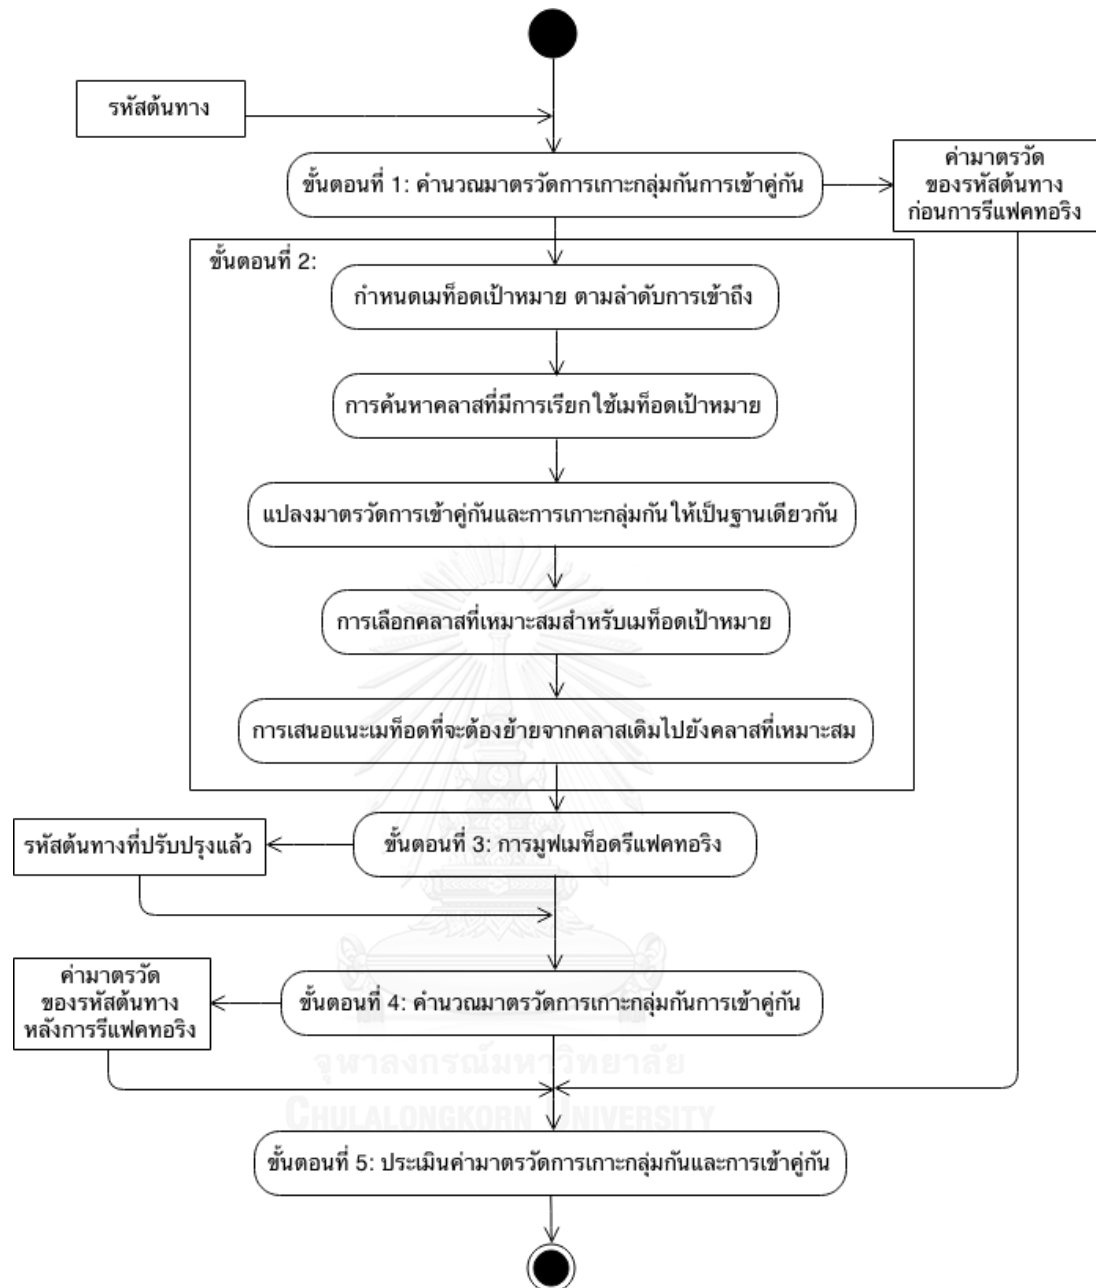 รหัสต้นทาง
ขั้นตอนที่ 1: คำนวณมาตรวัดการเกาะกลุ่มกันการเข้าคู่กัน
ค่ามาตรวัด
ของรหัสต้นทาง
ก่อนการรีแฟคทอริง
ขั้นตอนที่ 2:
กำหนดเมท็อดเป้าหมาย ตามลำดับการเข้าถึง
การค้นหาคลาสที่มีการเรียกใช้เมท็อดเป้าหมาย
แปลงมาตรวัดการเข้าคู่กันและการเกาะกลุ่มกันให้เป็นฐานเดียวกัน
การเลือกคลาสที่เหมาะสมสำหรับเมท็อดเป้าหมาย
การเสนอแนะเมท็อดที่จะต้องย้ายจากคลาสเดิมไปยังคลาสที่เหมาะสม
รหัสต้นทางที่ปรับปรุงแล้ว
ขั้นตอนที่ 3: การมูฟเมท็อดรีแฟคทอริง
ค่ามาตรวัด
ของรหัสต้นทาง
หลังการรีแฟคทอริง
ขั้นตอนที่ 4: คำนวณมาตรวัดการเกาะกลุ่มกันการเข้าคู่กัน
จุฬาลงกรณ์มหาวิทยาลัย
CHULALONGKORN UNIVERSITY
ขั้นตอนที่ 5: ประเมินค่ามาตรวัดการเกาะกลุ่มกันและการเข้าคู่กัน